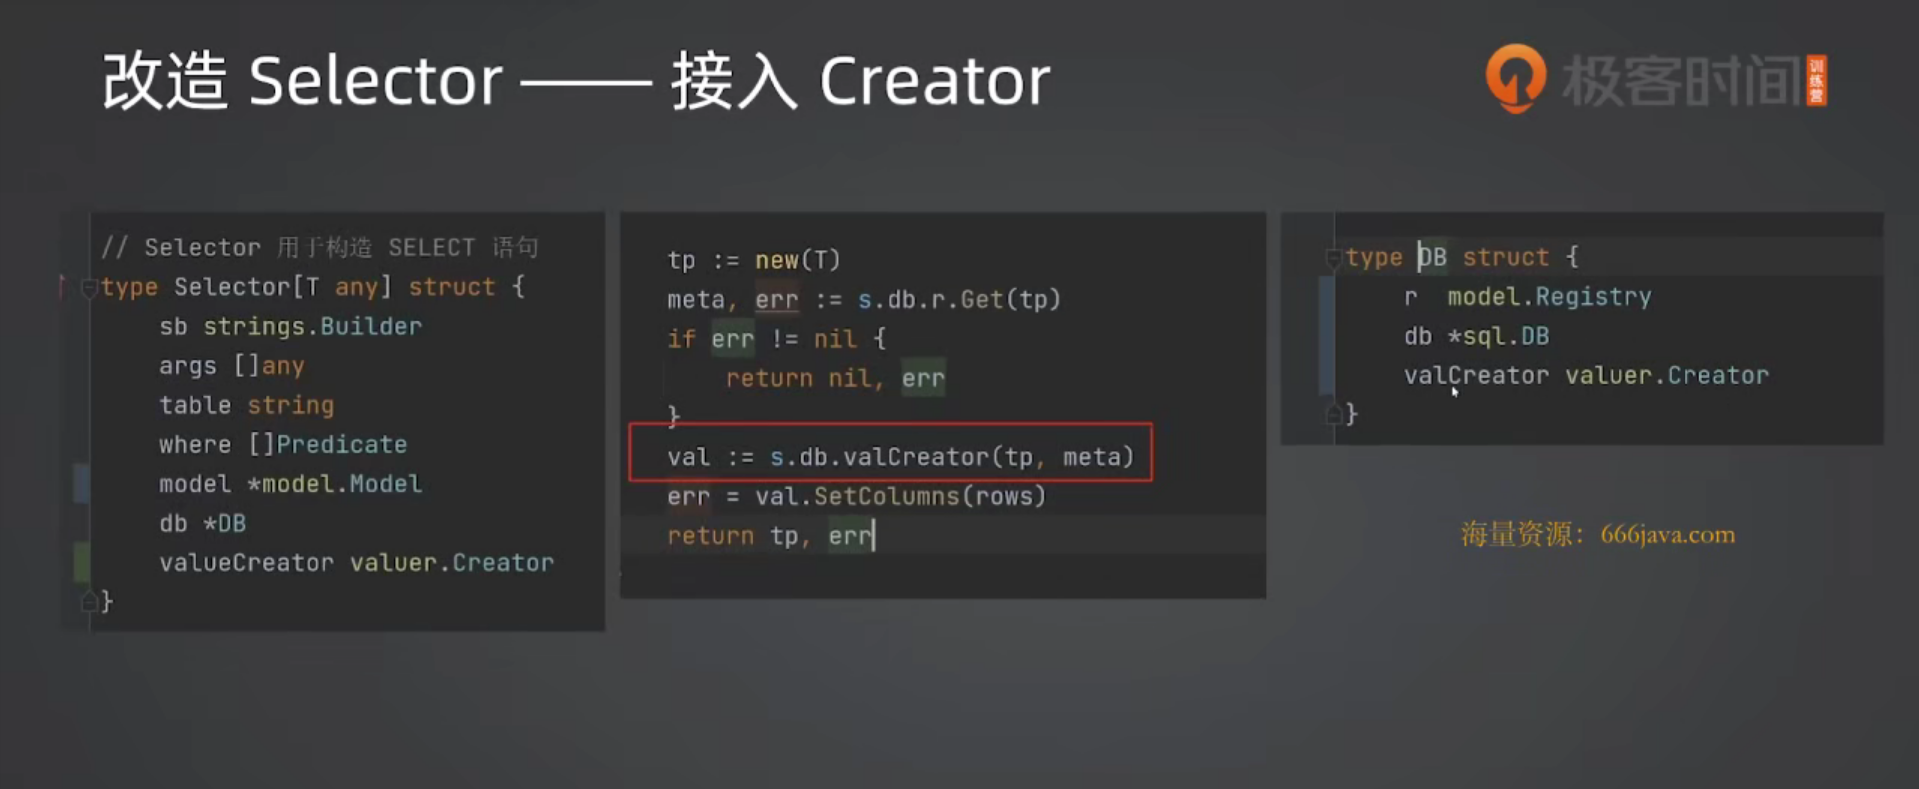 改造 Selector —— 接入 Creator
极客时间
训练营
// Selector 用于构造 SELECT 语句
type Selector[T any] struct {
sb strings.Builder
args []any
table string
where []Predicate
model *model.Model
db *DB
valueCreator valuer.Creator
}
tp := new(T)
meta, err := s.db.r.Get(tp)
if err != nil {
return nil, err
}
val := s.db.valCreator(tp, meta)
err = val.SetColumns(rows)
return tp, err
type DB struct {
r model.Registry
db *sql.DB
valCreator valuer.Creator
}
海量资源：666java.com